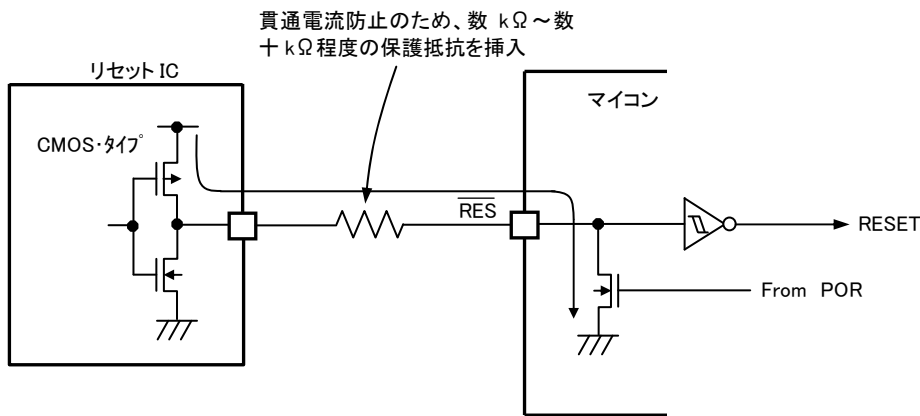 貫通電流防止のため、数 kΩ～数
十 kΩ程度の保護抵抗を挿入
リセット IC
マイコン
CMOS・ﾀｲﾌﾟ
RES
RESET
From POR